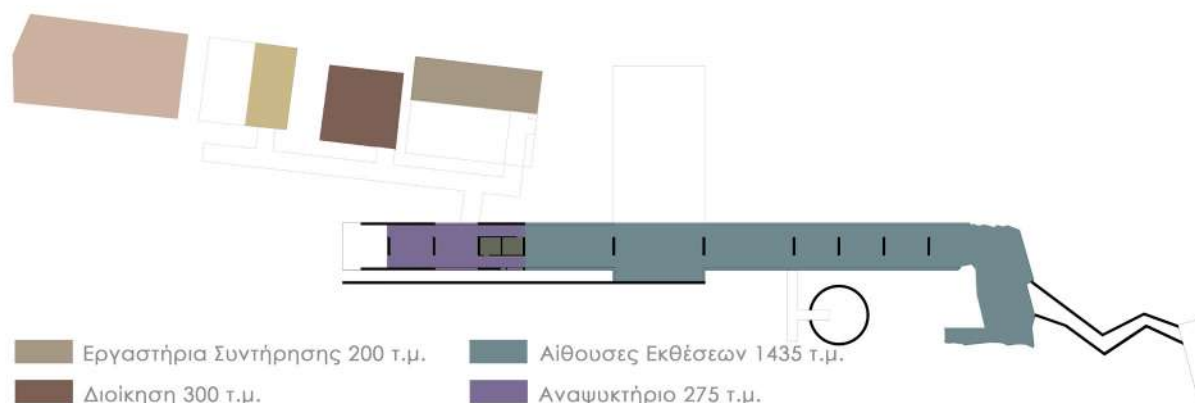 Εργαστήρια Συντήρησης 200 τ.μ.
Διοίκηση 300 τ.μ.
Αίθουσες Εκθέσεων 1435 τ.μ.
Αναψυκτήριο 275 τ.μ.